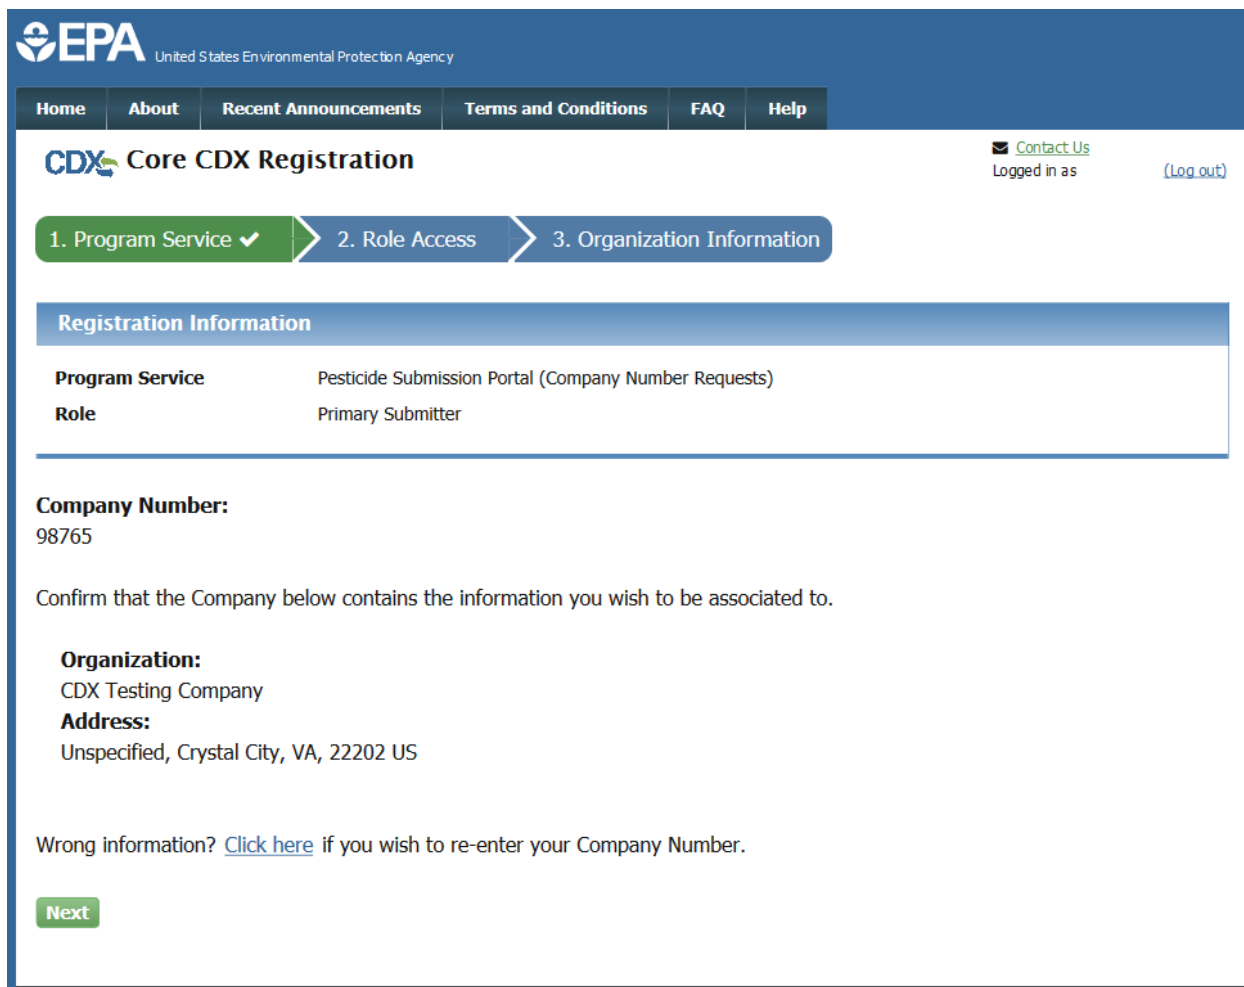 EPA United States Environmental Protection Agency
Home About Recent Announcements Terms and Conditions FAQ Help
CDX Core CDX Registration
Contact Us
Logged in as (Log out)
1. Program Service 2. Role Access 3. Organization Information
Registration Information
Program Service Pesticide Submission Portal (Company Number Requests)
Role Primary Submitter
Company Number:
98765
Confirm that the Company below contains the information you wish to be associated to.
Organization:
CDX Testing Company
Address:
Unspecified, Crystal City, VA, 22202 US
Wrong information? Click here if you wish to re-enter your Company Number.
Next